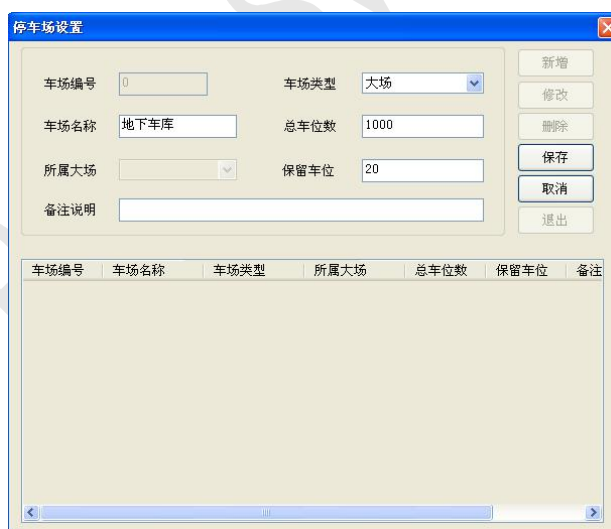 停车场设置
车场编号 0 车场类型 大场 新增
修改
车场名称 地下车库 总车位数 1000 删除
所属大场 保留车位 20 保存
取消
备注说明 退出
车场编号 车场名称 车场类型 所属大场 总车位数 保留车位 备注